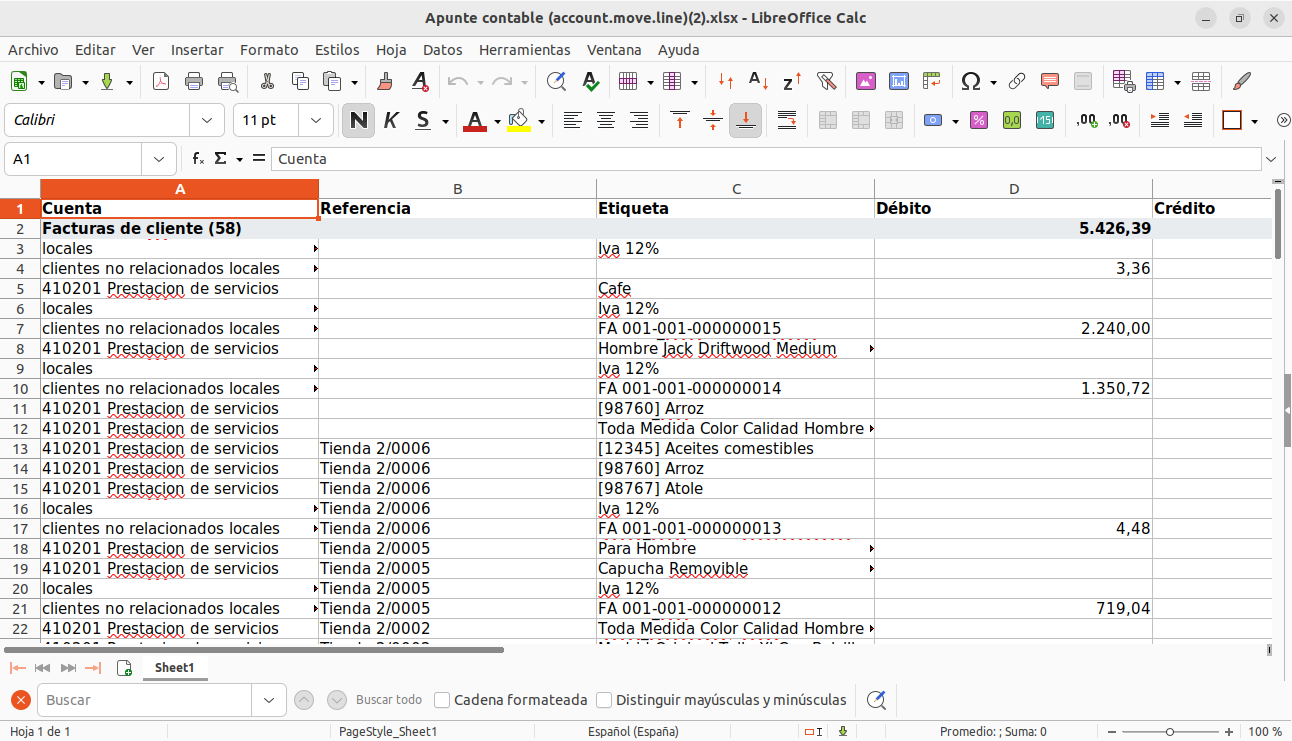 Apunte contable (account.move.line)(2).xlsx - LibreOffice Calc
Archivo Editar Ver Insertar Formato Estilos Hoja Datos Herramientas Ventana Ayuda
Calibri 11 pt N K S
A1 Cuenta
A B C D
1 Cuenta Referencia Etiqueta Débito Crédito
2 Facturas de cliente (58) 5.426,39
3 locales Iva 12%
4 clientes no relacionados locales 3,36
5 410201 Prestacion de servicios Cafe
6 locales Iva 12%
7 clientes no relacionados locales FA 001-001-000000015 2.240,00
8 410201 Prestacion de servicios Hombre Jack Driftwood Medium
9 locales Iva 12%
10 clientes no relacionados locales FA 001-001-000000014 1.350,72
11 410201 Prestacion de servicios [98760] Arroz
12 410201 Prestacion de servicios Toda Medida Color Calidad Hombre
13 410201 Prestacion de servicios Tienda 2/0006 [12345] Aceites comestibles
14 410201 Prestacion de servicios Tienda 2/0006 [98760] Arroz
15 410201 Prestacion de servicios Tienda 2/0006 [98767] Atole
16 locales Tienda 2/0006 Iva 12%
17 clientes no relacionados locales Tienda 2/0006 FA 001-001-000000013 4,48
18 410201 Prestacion de servicios Tienda 2/0005 Para Hombre
19 410201 Prestacion de servicios Tienda 2/0005 Capucha Removible
20 locales Tienda 2/0005 Iva 12%
21 clientes no relacionados locales Tienda 2/0005 FA 001-001-000000012 719,04
22 410201 Prestacion de servicios Tienda 2/0002 Toda Medida Color Calidad Hombre
Sheet1
Buscar Buscar todo Cadena formateada Distinguir mayúsculas y minúsculas
Hoja 1 de 1 PageStyle_Sheet1 Español (España) Promedio: ; Suma: 0 100 %